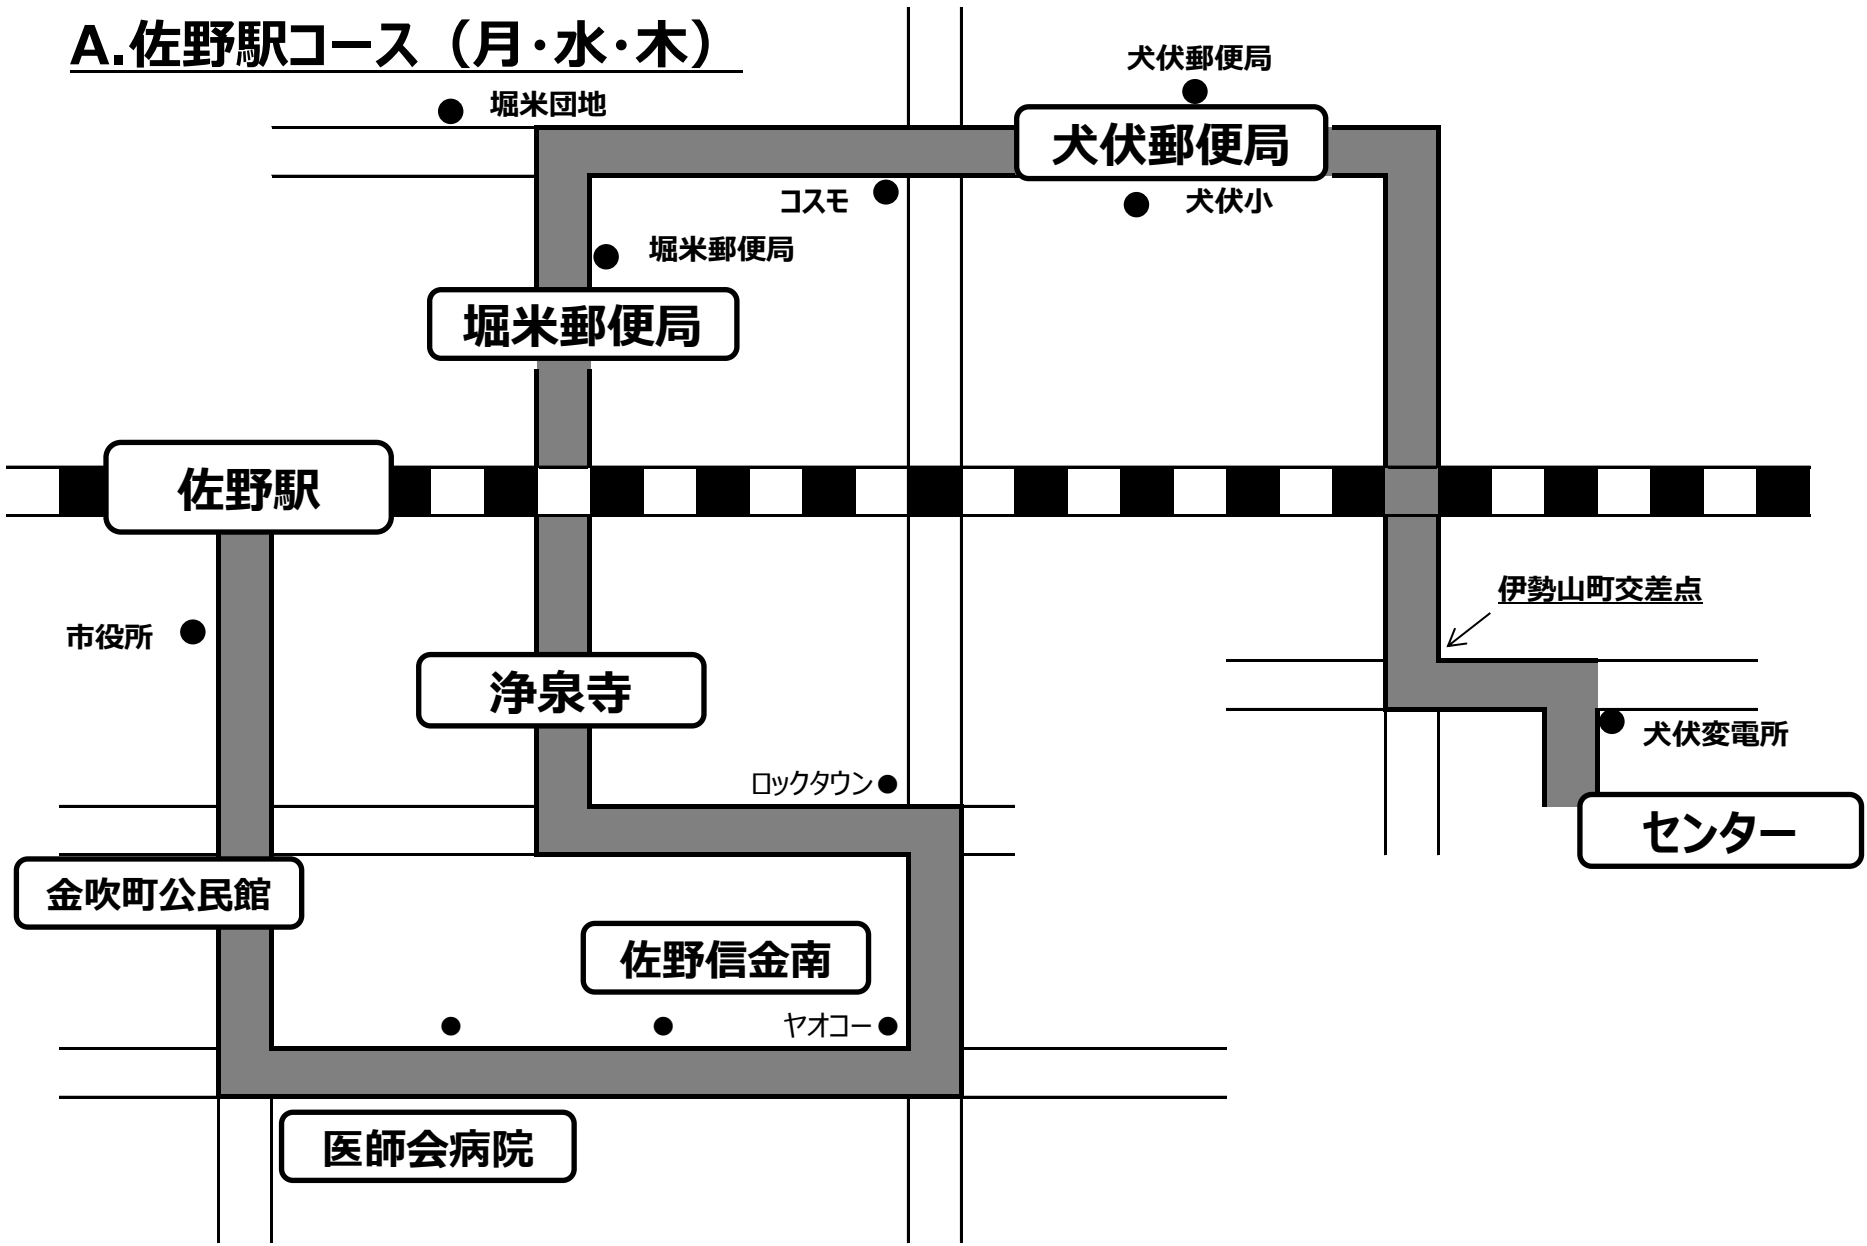 A.佐野駅コース（月･水･木）
犬伏郵便局
堀米団地
犬伏郵便局
コスモ
犬伏小
堀米郵便局
堀米郵便局
佐野駅
伊勢山町交差点
市役所
浄泉寺
犬伏変電所
ロックタウン
センター
金吹町公民館
佐野信金南
ヤオコー
医師会病院